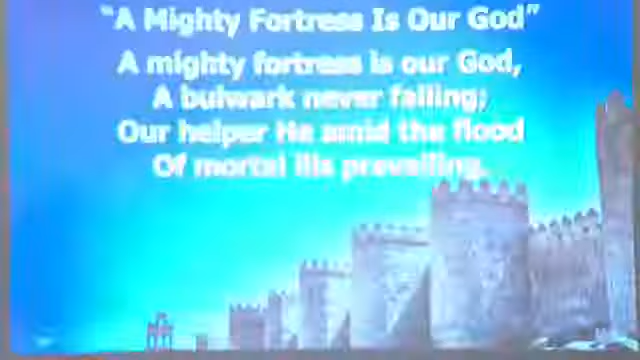 "A Mighty Fortress Is Our God"
A mighty fortress is our God,
A bulwark never failing;
Our helper He amid the flood
Of mortal ills prevailing.